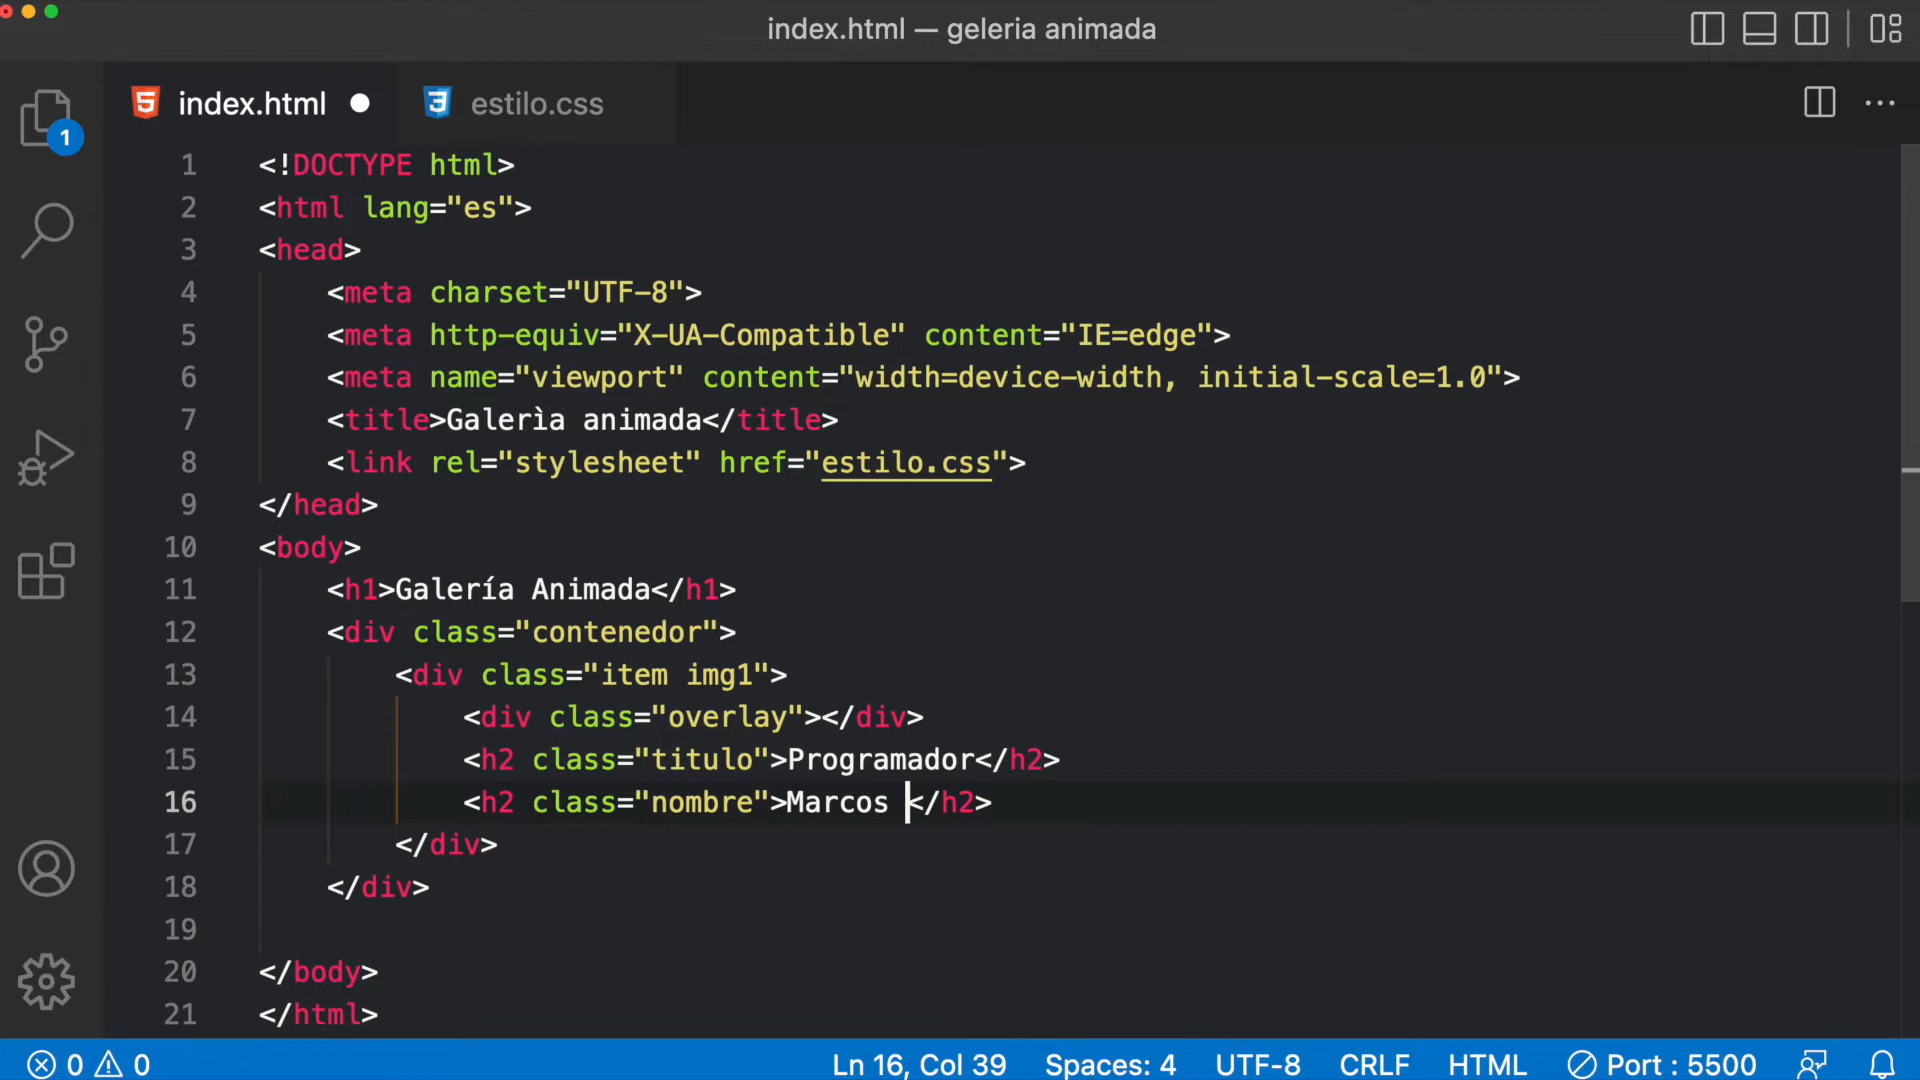 index.html — geleria animada
index.html estilo.css
1
1 <!DOCTYPE html>
2 <html lang="es">
3 <head>
4 <meta charset="UTF-8">
5 <meta http-equiv="X-UA-Compatible" content="IE=edge">
6 <meta name="viewport" content="width=device-width, initial-scale=1.0">
7 <title>Galerìa animada</title>
8 <link rel="stylesheet" href="estilo.css">
9 </head>
10 <body>
11 <h1>Galería Animada</h1>
12 <div class="contenedor">
13 <div class="item img1">
14 <div class="overlay"></div>
15 <h2 class="titulo">Programador</h2>
16 <h2 class="nombre">Marcos </h2>
17 </div>
18 </div>
19
20 </body>
21 </html>
0 0 Ln 16, Col 39 Spaces: 4 UTF-8 CRLF HTML Port : 5500